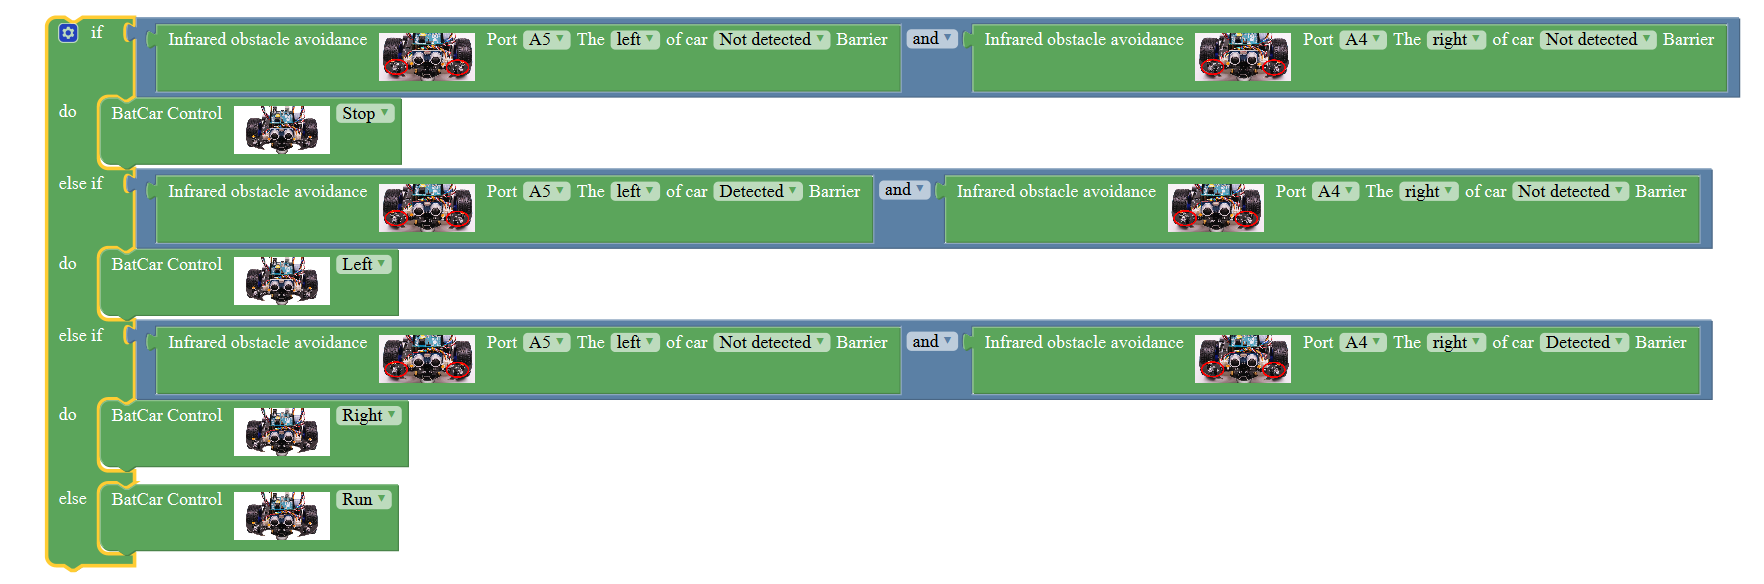 if Infrared obstacle avoidance Port A5 The left of car Not detected Barrier and Infrared obstacle avoidance Port A4 The right of car Not detected Barrier
do BatCar Control Stop
else if Infrared obstacle avoidance Port A5 The left of car Detected Barrier and Infrared obstacle avoidance Port A4 The right of car Not detected Barrier
do BatCar Control Left
else if Infrared obstacle avoidance Port A5 The left of car Not detected Barrier and Infrared obstacle avoidance Port A4 The right of car Detected Barrier
do BatCar Control Right
else BatCar Control Run